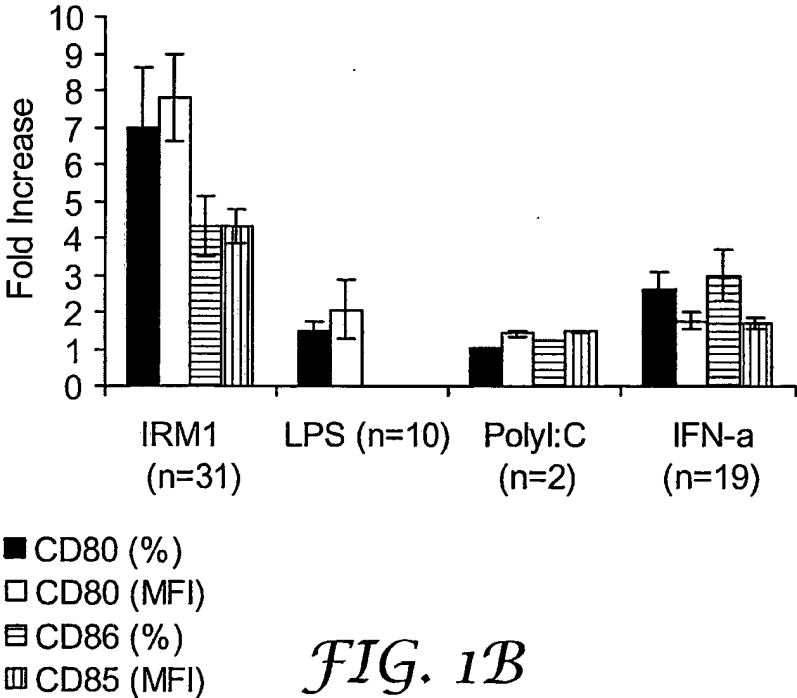 10
9
8
7
6
5
4
3
2
1
0
Fold Increase
IRM1
(n=31)
LPS (n=10)
PolyI:C
(n=2)
IFN-a
(n=19)
CD80 (%)
CD80 (MFI)
CD86 (%)
CD85 (MFI)
FIG. 1B